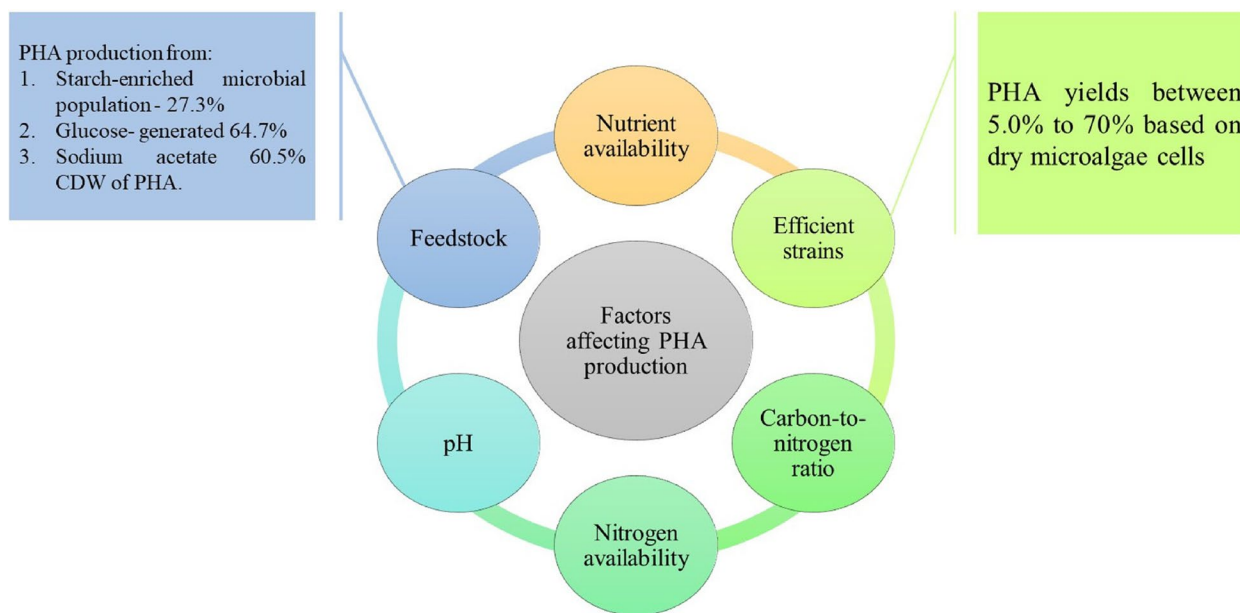 PHA production from:
1. Starch-enriched microbial
population - 27.3%
2. Glucose- generated 64.7%
3. Sodium acetate 60.5%
CDW of PHA.
Nutrient
availability
PHA yields between
5.0% to 70% based on
dry microalgae cells
Feedstock
Efficient
strains
Factors
affecting PHA
production
pH
Carbon-to-
nitrogen
ratio
Nitrogen
availability